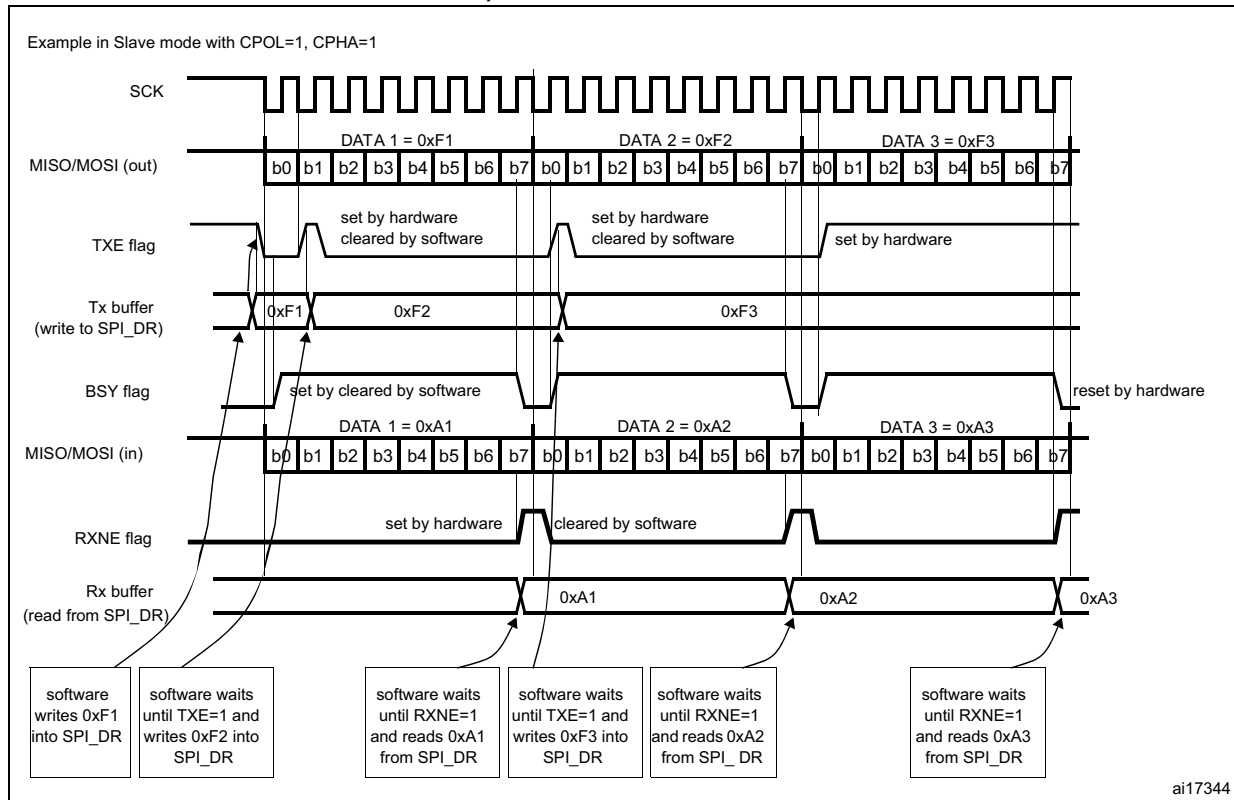 Example in Slave mode with CPOL=1, CPHA=1
SCK
DATA 1 = 0xF1
DATA 2 = 0xF2
DATA 3 = 0xF3
MISO/MOSI (out)
b0 b1 b2 b3 b4 b5 b6 b7 b0 b1 b2 b3 b4 b5 b6 b7 b0 b1 b2 b3 b4 b5 b6 b7
TXE flag
set by hardware
cleared by software
set by hardware
cleared by software
set by hardware
Tx buffer
(write to SPI_DR)
0xF1
0xF2
0xF3
BSY flag
set by cleared by software
reset by hardware
DATA 1 = 0xA1
DATA 2 = 0xA2
DATA 3 = 0xA3
MISO/MOSI (in)
b0 b1 b2 b3 b4 b5 b6 b7 b0 b1 b2 b3 b4 b5 b6 b7 b0 b1 b2 b3 b4 b5 b6 b7
RXNE flag
set by hardware
cleared by software
Rx buffer
(read from SPI_DR)
0xA1
0xA2
0xA3
software
writes 0xF1
into SPI_DR
software waits
until TXE=1 and
writes 0xF2 into
SPI_DR
software waits
until RXNE=1
and reads 0xA1
from SPI_DR
software waits
until TXE=1 and
writes 0xF3 into
SPI_DR
software waits
until RXNE=1
and reads 0xA2
from SPI_ DR
software waits
until RXNE=1
and reads 0xA3
from SPI_DR
ai17344